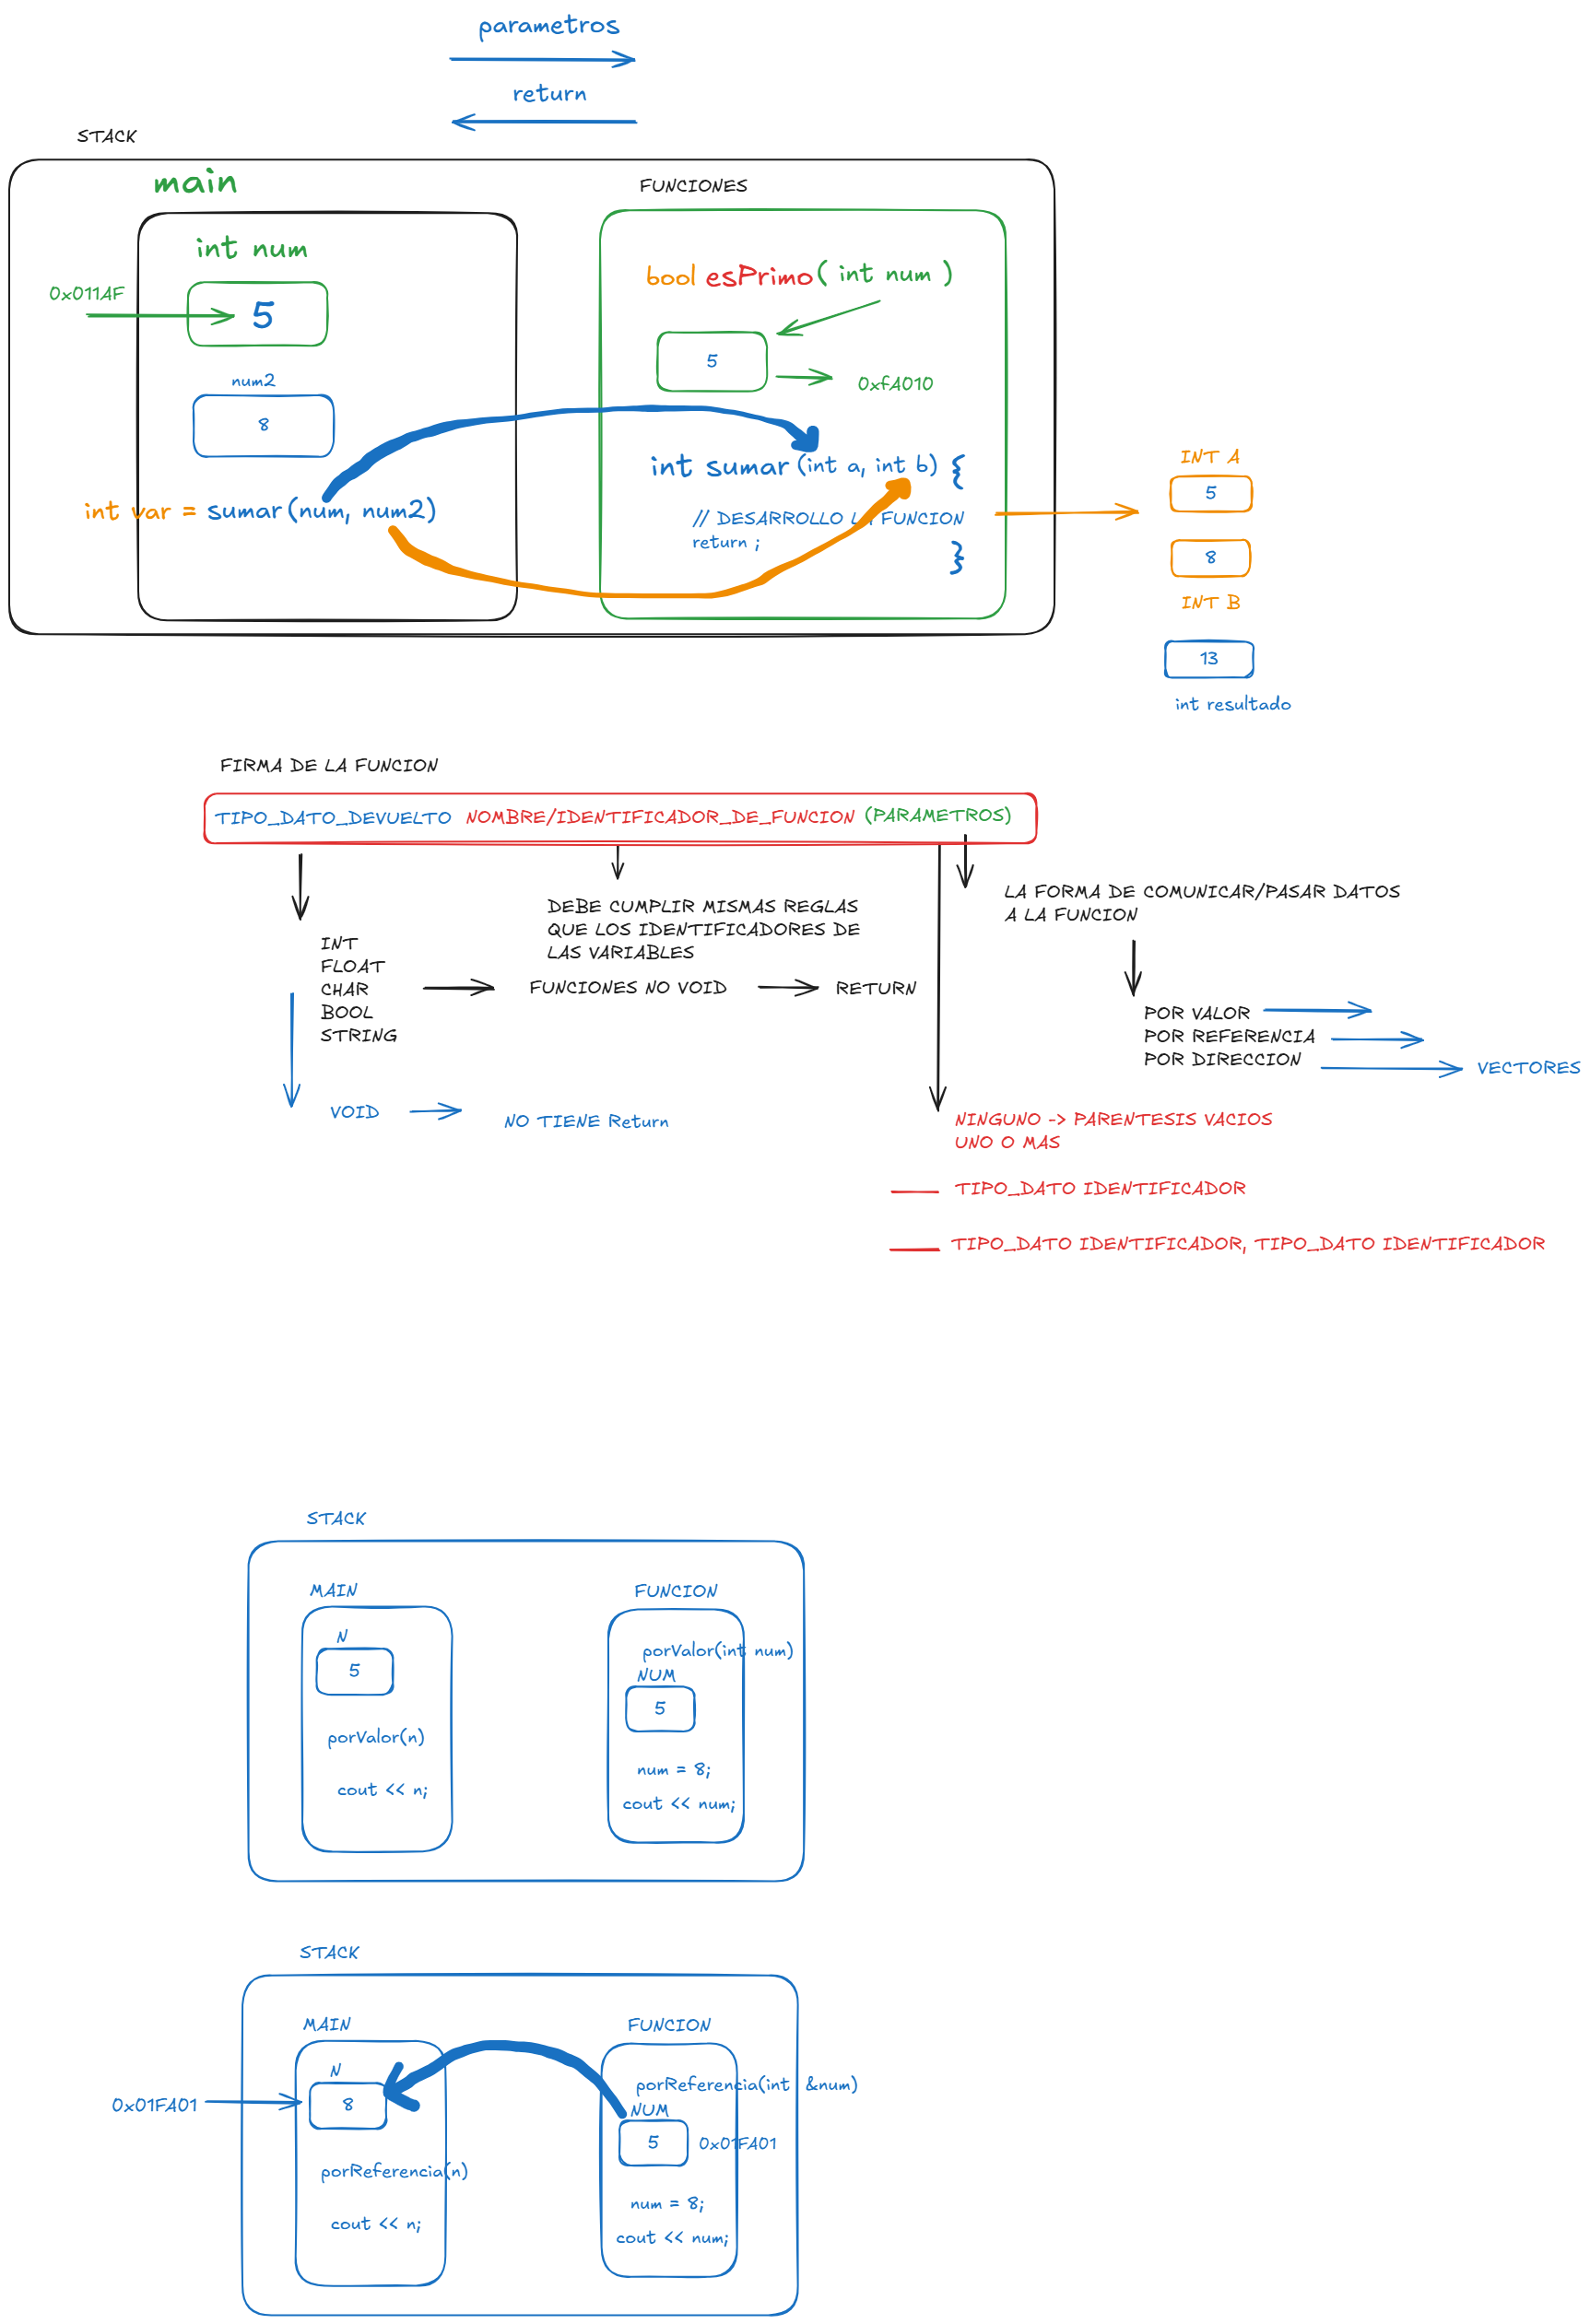 parametros
return
STACK
main
FUNCIONES
int num
0x011AF
5
bool esPrimo ( int num )
5
0xfA010
num2
8
int var = sumar(num, num2)
int sumar (int a, int b) {
// DESARROLLO LA FUNCION
return ;
}
INT A
5
8
INT B
13
int resultado
FIRMA DE LA FUNCION
TIPO_DATO_DEVUELTO NOMBRE/IDENTIFICADOR_DE_FUNCION (PARAMETROS)
DEBE CUMPLIR MISMAS REGLAS
QUE LOS IDENTIFICADORES DE
LAS VARIABLES
LA FORMA DE COMUNICAR/PASAR DATOS
A LA FUNCION
INT
FLOAT
CHAR
BOOL
STRING
FUNCIONES NO VOID
RETURN
POR VALOR
POR REFERENCIA
POR DIRECCION
VECTORES
VOID
NO TIENE Return
NINGUNO -> PARENTESIS VACIOS
UNO O MAS
TIPO_DATO IDENTIFICADOR
TIPO_DATO IDENTIFICADOR, TIPO_DATO IDENTIFICADOR
STACK
MAIN
N
5
porValor(n)
cout << n;
FUNCION
porValor(int num)
NUM
5
num = 8;
cout << num;
STACK
MAIN
N
0x01FA01
8
porReferencia(n)
cout << n;
FUNCION
porReferencia(int &num)
NUM
5
0x01FA01
num = 8;
cout << num;